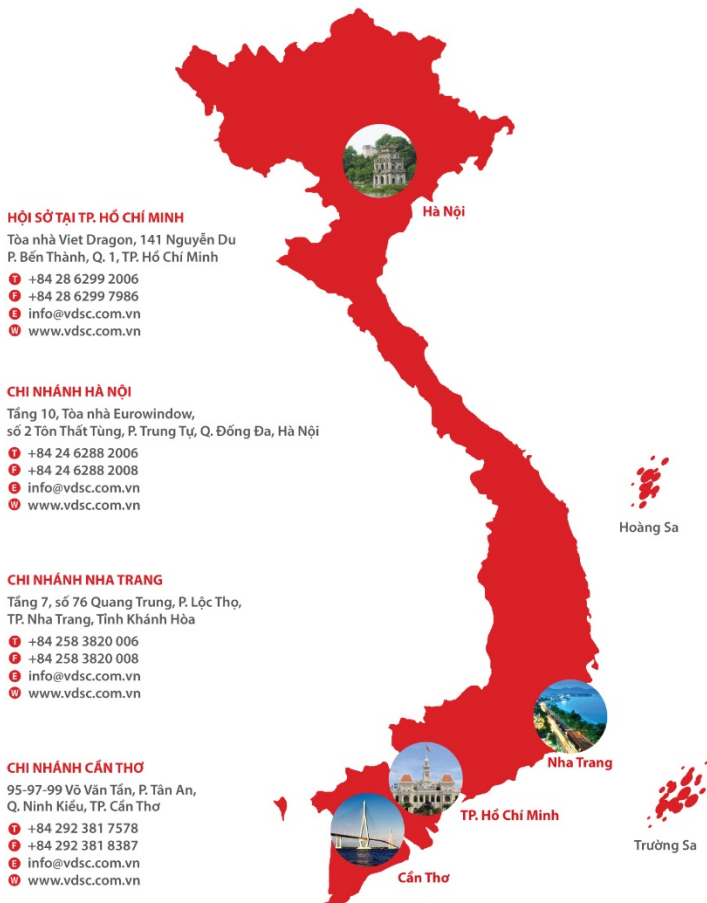 HỘI SỞ TẠI TP. HỒ CHÍ MINH
Tòa nhà Viet Dragon, 141 Nguyễn Du
P. Bến Thành, Q. 1, TP. Hồ Chí Minh
T +84 28 6299 2006
F +84 28 6299 7986
E info@vdsc.com.vn
W www.vdsc.com.vn
CHI NHÁNH HÀ NỘI
Tầng 10, Tòa nhà Eurowindow,
số 2 Tôn Thất Tùng, P. Trung Tự, Q. Đống Đa, Hà Nội
T +84 24 6288 2006
F +84 24 6288 2008
E info@vdsc.com.vn
W www.vdsc.com.vn
CHI NHÁNH NHA TRANG
Tầng 7, số 76 Quang Trung, P. Lộc Thọ,
TP. Nha Trang, Tỉnh Khánh Hòa
T +84 258 3820 006
F +84 258 3820 008
E info@vdsc.com.vn
W www.vdsc.com.vn
CHI NHÁNH CẦN THƠ
95-97-99 Võ Văn Tần, P. Tân An,
Q. Ninh Kiều, TP. Cần Thơ
T +84 292 381 7578
F +84 292 381 8387
E info@vdsc.com.vn
W www.vdsc.com.vn
Hà Nội
Hoàng Sa
Nha Trang
TP. Hồ Chí Minh
Trường Sa
Cần Thơ